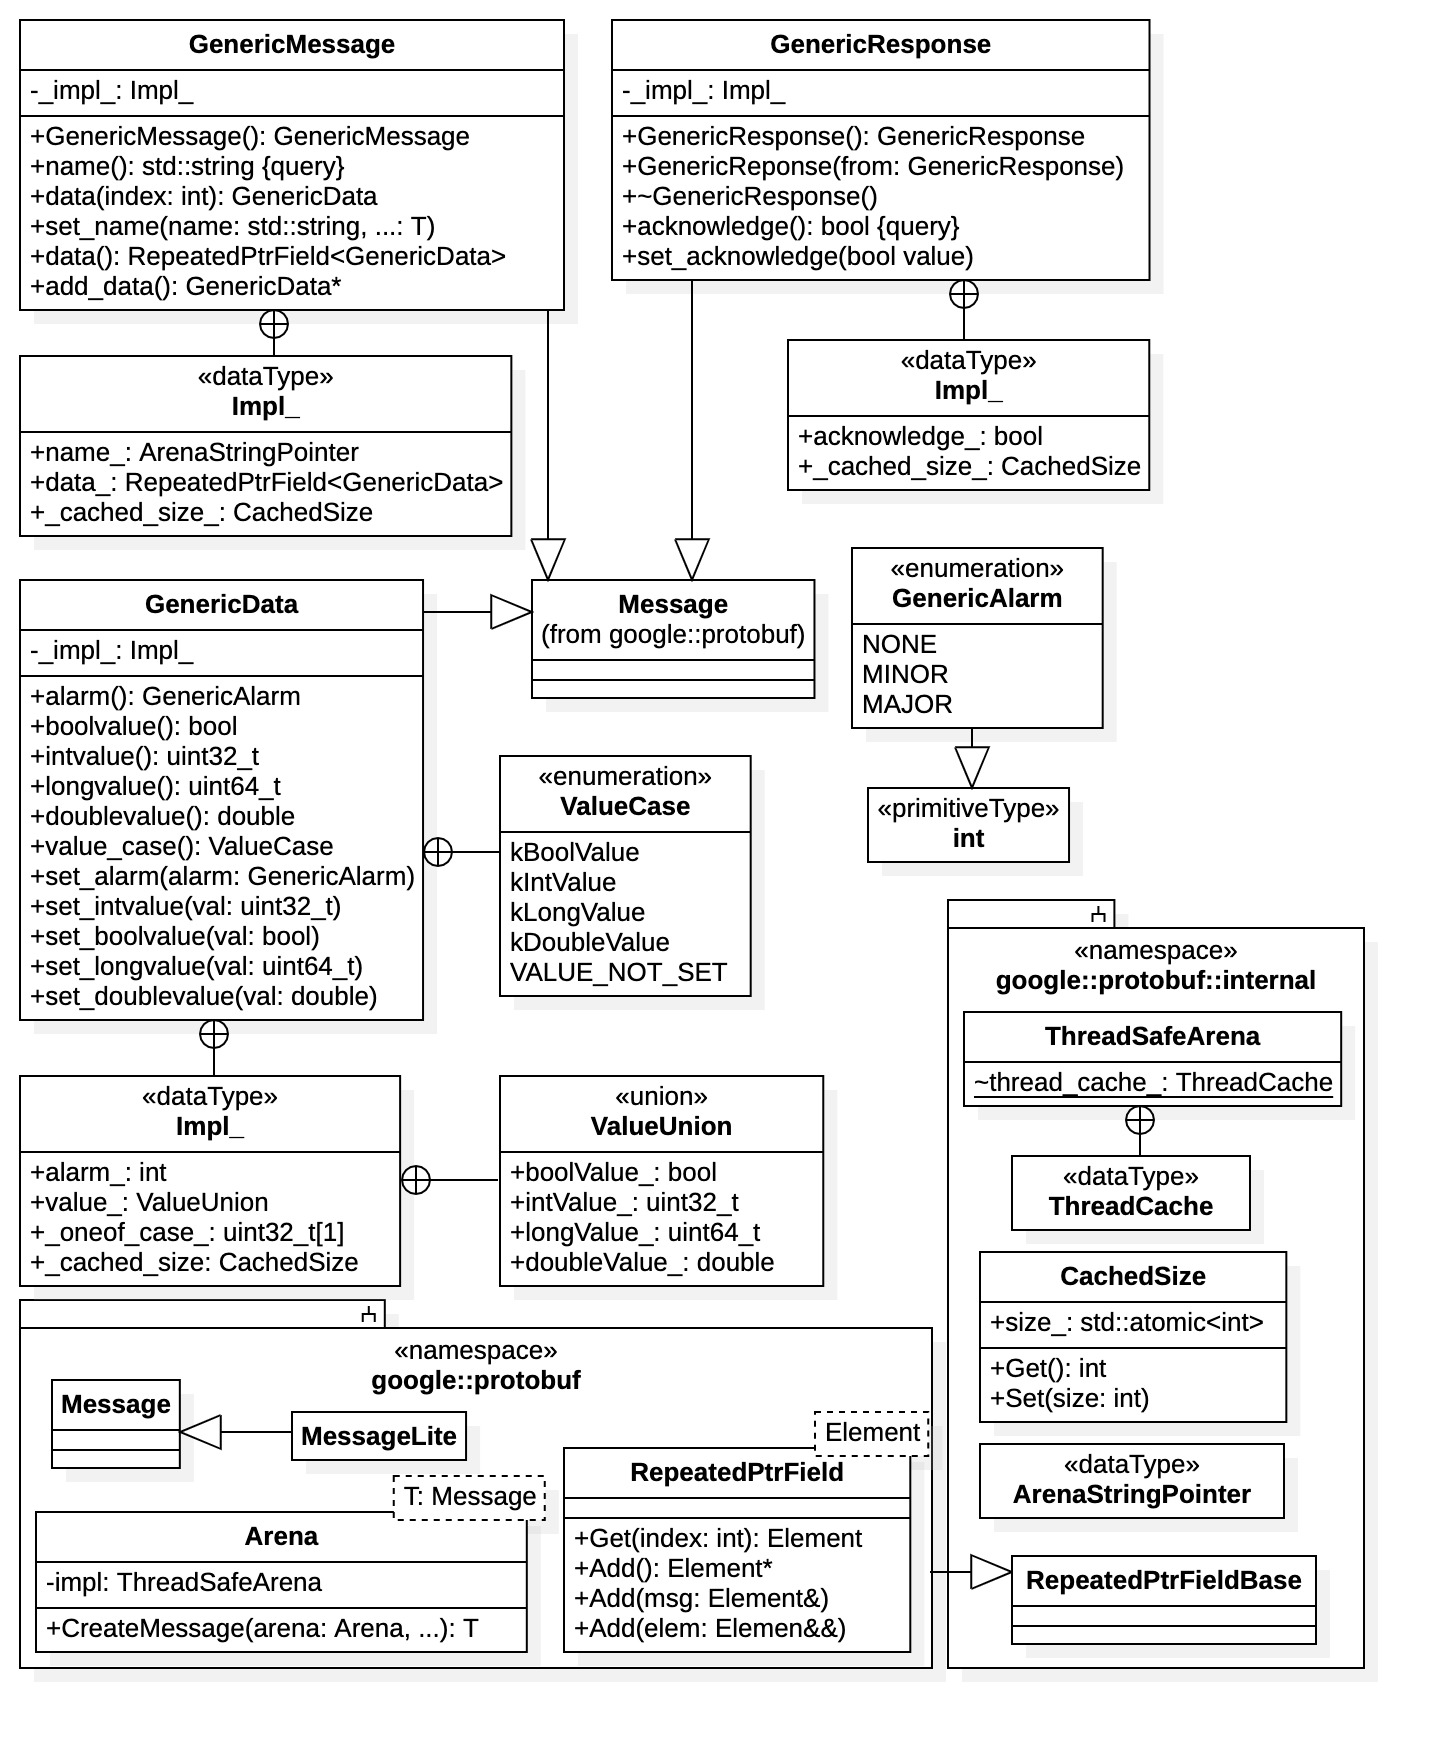 GenericMessage
-_impl_: Impl_
+GenericMessage(): GenericMessage
+name(): std::string {query}
+data(index: int): GenericData
+set_name(name: std::string, ...: T)
+data(): RepeatedPtrField<GenericData>
+add_data(): GenericData*
GenericResponse
-_impl_: Impl_
+GenericResponse(): GenericResponse
+GenericReponse(from: GenericResponse)
+~GenericResponse()
+acknowledge(): bool {query}
+set_acknowledge(bool value)
«dataType»
Impl_
+name_: ArenaStringPointer
+data_: RepeatedPtrField<GenericData>
+_cached_size_: CachedSize
«dataType»
Impl_
+acknowledge_: bool
+_cached_size_: CachedSize
GenericData
-_impl_: Impl_
+alarm(): GenericAlarm
+boolvalue(): bool
+intvalue(): uint32_t
+longvalue(): uint64_t
+doublevalue(): double
+value_case(): ValueCase
+set_alarm(alarm: GenericAlarm)
+set_intvalue(val: uint32_t)
+set_boolvalue(val: bool)
+set_longvalue(val: uint64_t)
+set_doublevalue(val: double)
Message
(from google::protobuf)
«enumeration»
GenericAlarm
NONE
MINOR
MAJOR
«primitiveType»
int
«enumeration»
ValueCase
kBoolValue
kIntValue
kLongValue
kDoubleValue
VALUE_NOT_SET
«dataType»
Impl_
+alarm_: int
+value_: ValueUnion
+_oneof_case_: uint32_t[1]
+_cached_size: CachedSize
«union»
ValueUnion
+boolValue_: bool
+intValue_: uint32_t
+longValue_: uint64_t
+doubleValue_: double
«namespace»
google::protobuf::internal
ThreadSafeArena
~thread_cache_: ThreadCache
«dataType»
ThreadCache
CachedSize
+size_: std::atomic<int>
+Get(): int
+Set(size: int)
«dataType»
ArenaStringPointer
RepeatedPtrFieldBase
«namespace»
google::protobuf
Message
MessageLite
T: Message
Arena
-impl: ThreadSafeArena
+CreateMessage(arena: Arena, ...): T
Element
RepeatedPtrField
+Get(index: int): Element
+Add(): Element*
+Add(msg: Element&)
+Add(elem: Elemen&&)